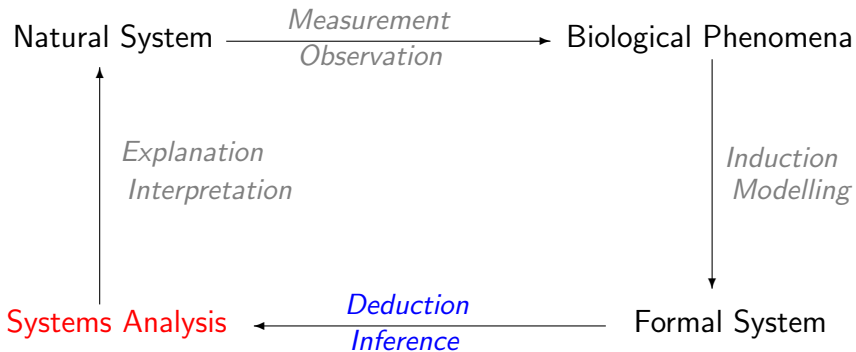 Natural System
Measurement
Observation
Biological Phenomena
Explanation
Interpretation
Induction
Modelling
Systems Analysis
Deduction
Inference
Formal System